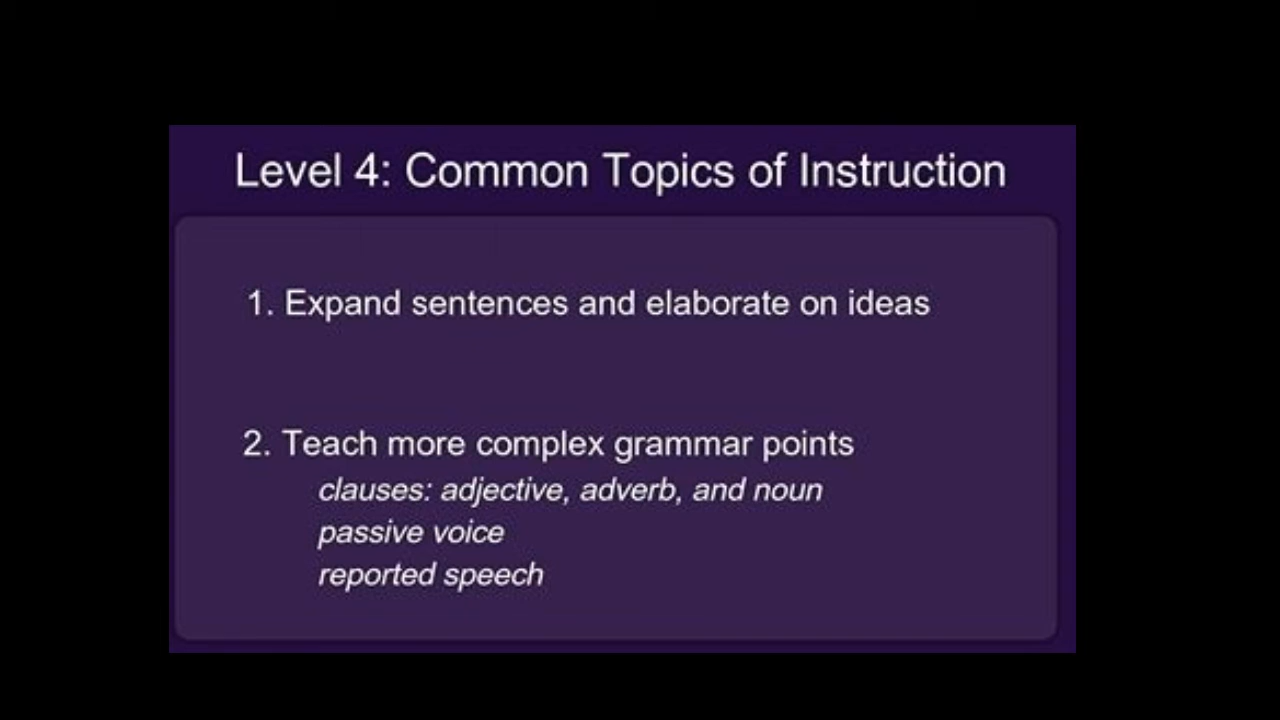 Level 4: Common Topics of Instruction
1. Expand sentences and elaborate on ideas
2. Teach more complex grammar points
clauses: adjective, adverb, and noun
passive voice
reported speech